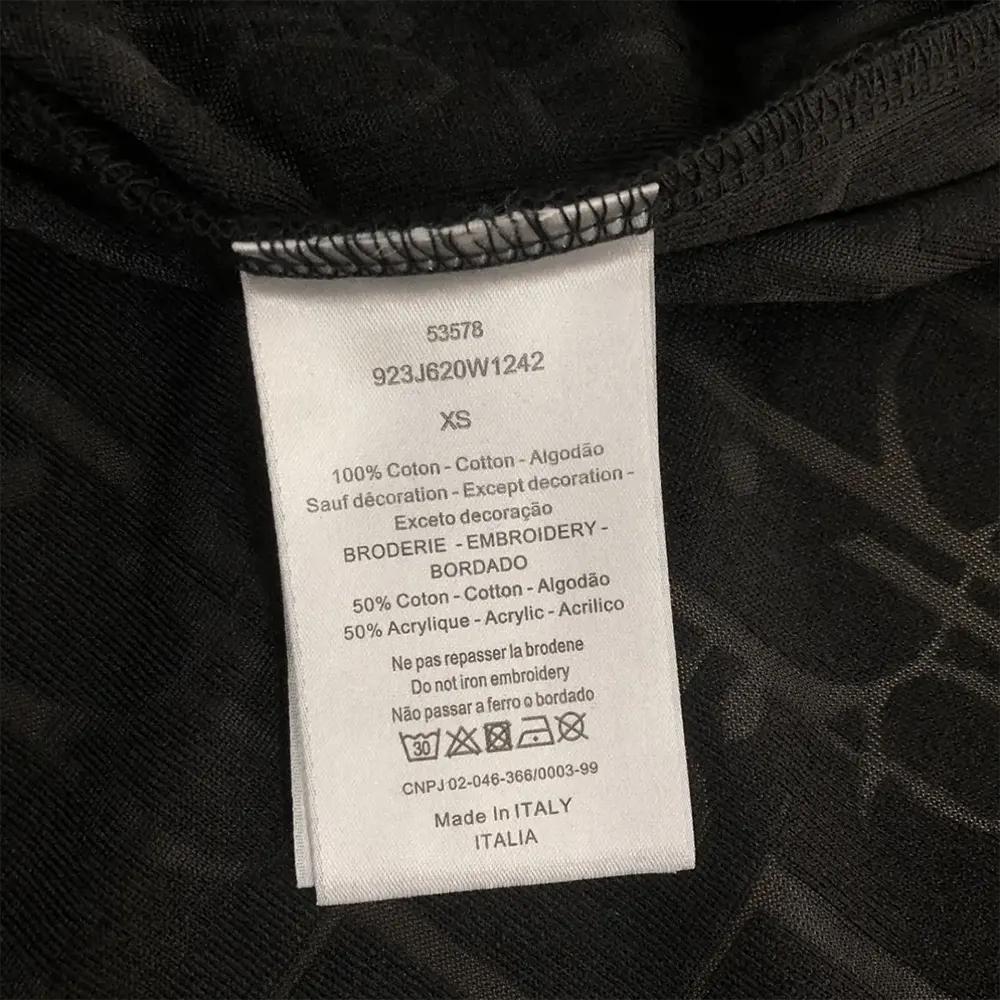 53578
923J620W1242
XS
100% Coton - Cotton - Algodão
Sauf décoration - Except decoration -
Exceto decoração
BRODERIE - EMBROIDERY -
BORDADO
50% Coton - Cotton - Algodão
50% Acrylique - Acrylic - Acrilico
Ne pas repasser la brodene
Do not iron embroidery
Não passar a ferro o bordado
30
CNPJ 02-046-366/0003-99
Made In ITALY
ITALIA